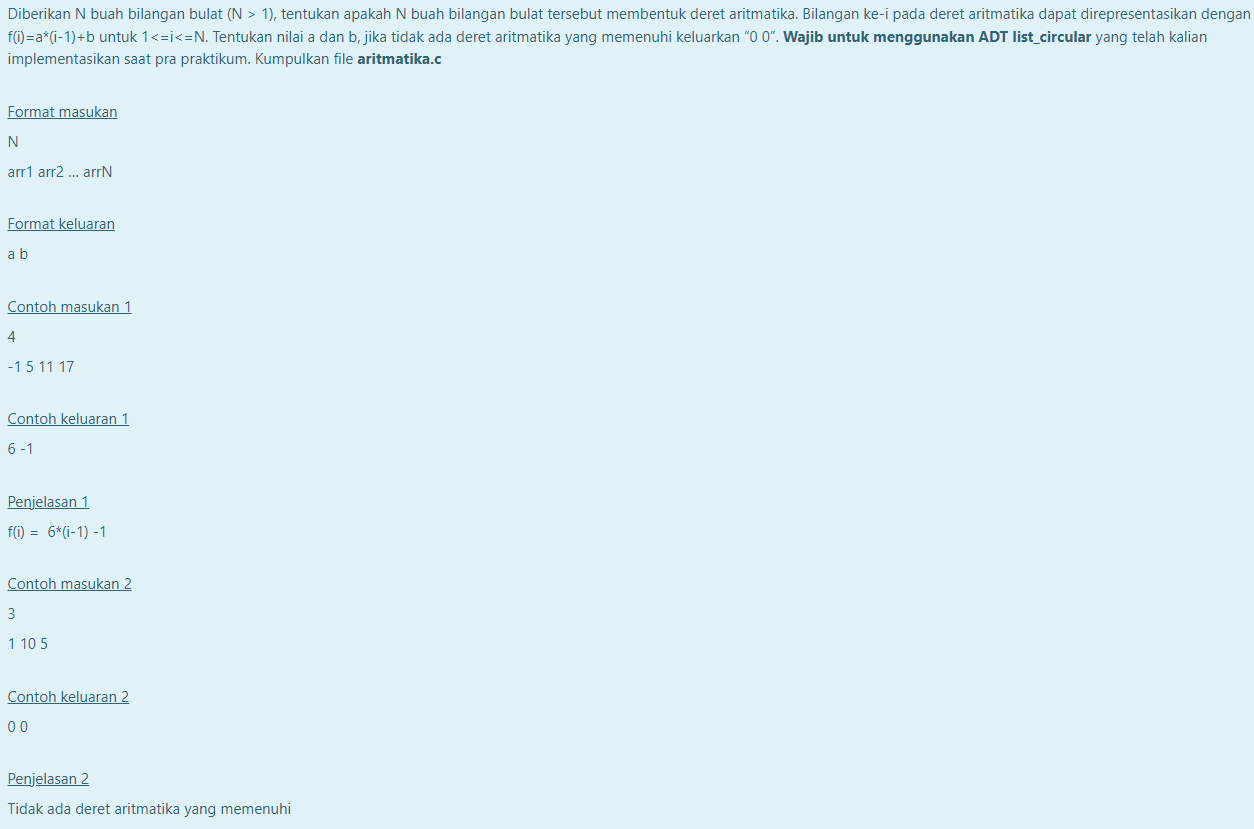 Diberikan N buah bilangan bulat (N > 1), tentukan apakah N buah bilangan bulat tersebut membentuk deret aritmatika. Bilangan ke-i pada deret aritmatika dapat direpresentasikan dengan
f(i)=a*(i-1)+b untuk 1<=i<=N. Tentukan nilai a dan b, jika tidak ada deret aritmatika yang memenuhi keluarkan “0 0”. Wajib untuk menggunakan ADT list_circular yang telah kalian
implementasikan saat pra praktikum. Kumpulkan file aritmatika.c
Format masukan
N
arr1 arr2 ... arrN
Format keluaran
a b
Contoh masukan 1
4
-1 5 11 17
Contoh keluaran 1
6 -1
Penjelasan 1
f(i) =  6*(i-1) -1
Contoh masukan 2
3
1 10 5
Contoh keluaran 2
0 0
Penjelasan 2
Tidak ada deret aritmatika yang memenuhi